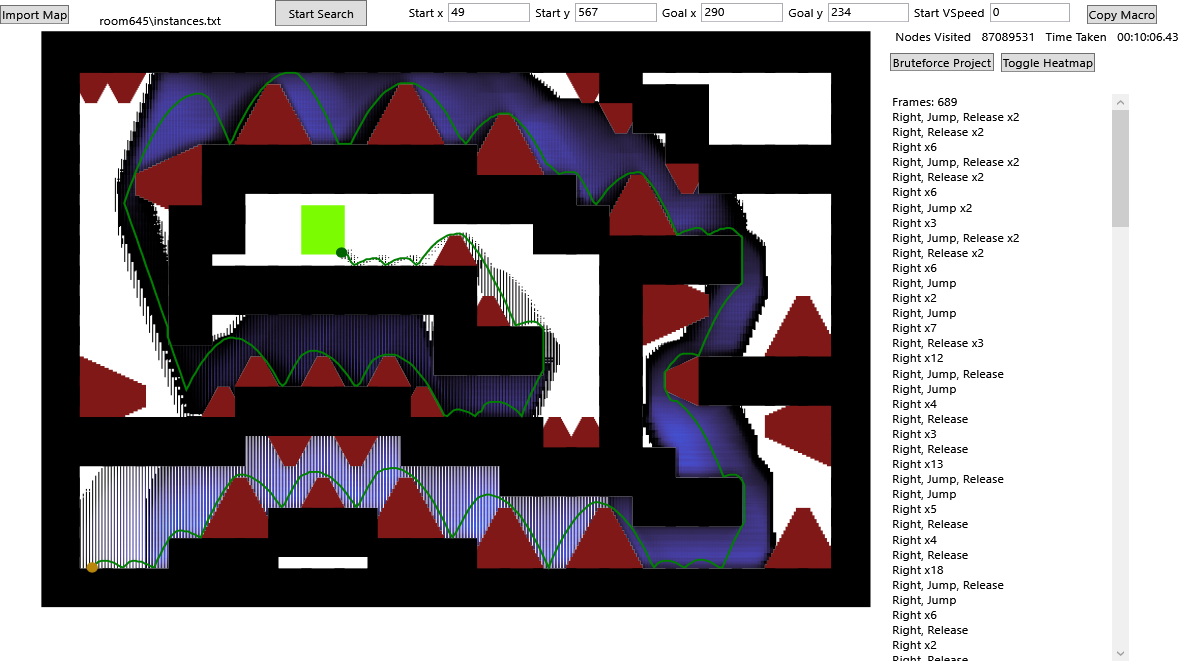 Import Map
room645\instances.txt
Start Search
Start x 49 Start y 567 Goal x 290 Goal y 234 Start VSpeed 0
Copy Macro
Nodes Visited 87089531 Time Taken 00:10:06.43
Bruteforce Project Toggle Heatmap
Frames: 689
Right, Jump, Release x2
Right, Release x2
Right x6
Right, Jump, Release x2
Right, Release x2
Right x6
Right, Jump x2
Right x3
Right, Jump, Release x2
Right, Release x2
Right x6
Right, Jump
Right x2
Right, Jump
Right x7
Right, Release x3
Right x12
Right, Jump, Release
Right, Jump
Right x4
Right, Release
Right x3
Right, Release
Right x13
Right, Jump, Release
Right, Jump
Right x5
Right, Release
Right x4
Right, Release
Right x18
Right, Jump, Release
Right, Jump
Right x6
Right, Release
Right x2
Right, Release